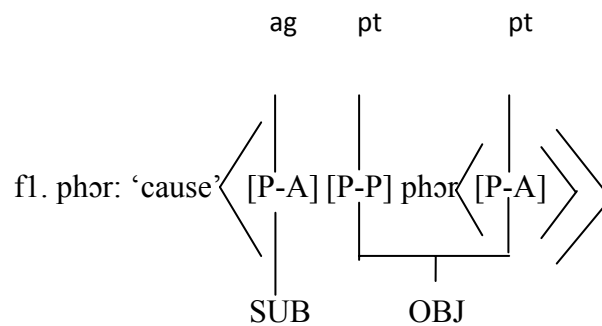 ag pt pt
f1. phɔr: ‘cause’ [P-A] [P-P] phɔr [P-A]
SUB OBJ